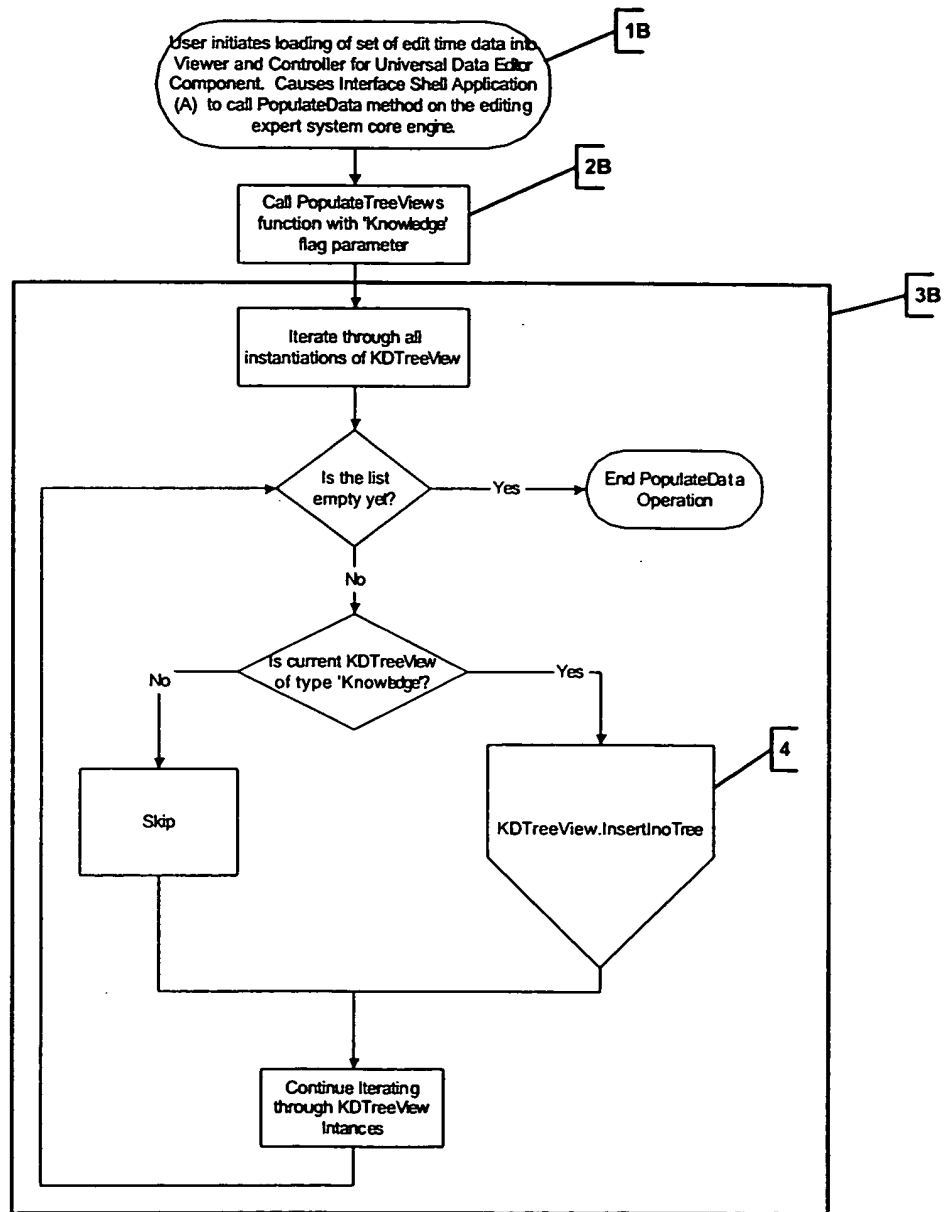 1B
User initiates loading of set of edit time data into
Viewer and Controller for Universal Data Editor
Component. Causes Interface Shell Application
(A) to call PopulateData method on the editing
expert system core engine.
2B
Call PopulateTreeViews
function with 'Knowledge'
flag parameter
3B
Iterate through all
instantiations of KDTreeView
Is the list
empty yet?
Yes
End PopulateData
Operation
No
Is current KDTreeView
of type 'Knowledge'?
No
Yes
4
Skip
KDTreeView.InsertInoTree
Continue Iterating
through KDTreeView
Intances